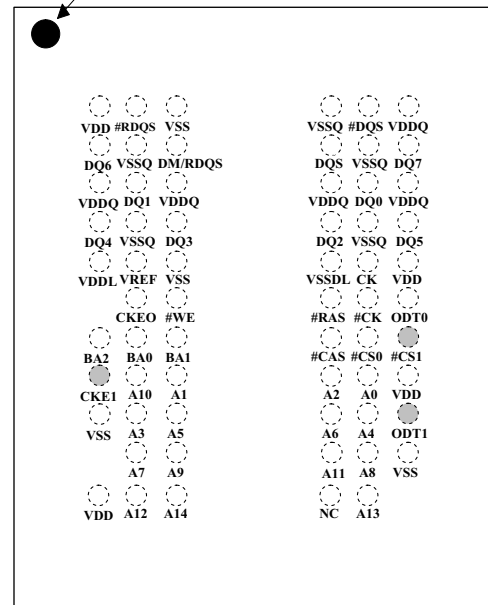 VDD #RDQS VSS VSSQ #DQS VDDQ
DQ6 VSSQ DM/RDQS DQS VSSQ DQ7
VDDQ DQ1 VDDQ VDDQ DQ0 VDDQ
DQ4 VSSQ DQ3 DQ2 VSSQ DQ5
VDDL VREF VSS VSSDL CK VDD
CKEO #WE #RAS #CK ODT0
BA2 BA0 BA1 #CAS #CS0 #CS1
CKE1 A10 A1 A2 A0 VDD
VSS A3 A5 A6 A4 ODT1
A7 A9 A11 A8 VSS
VDD A12 A14 NC A13